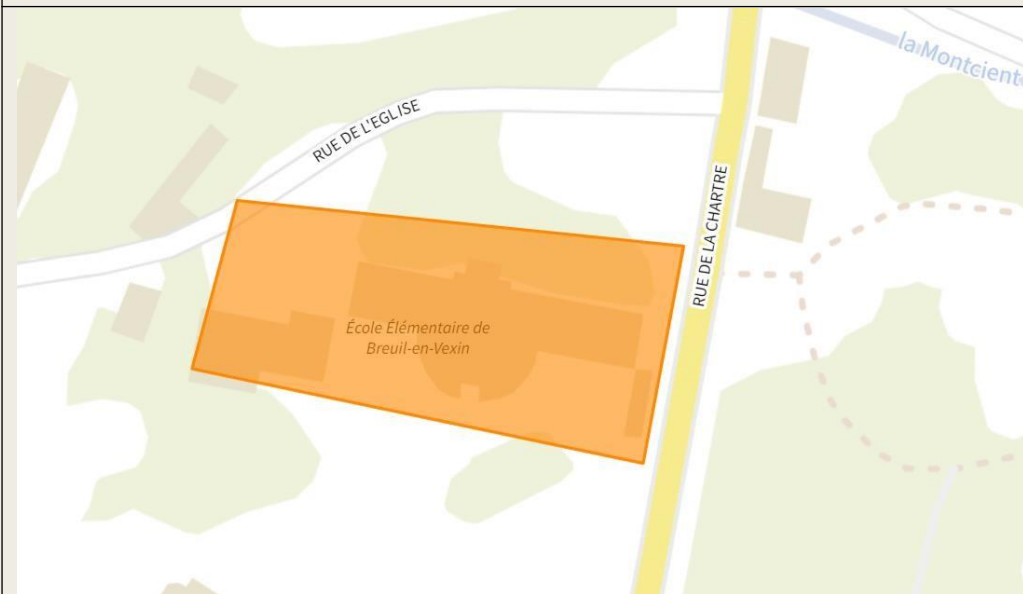 la Montcient
RUE DE L'EGLISE
RUE DE LA CHARTRE
École Élémentaire de
Breuil-en-Vexin